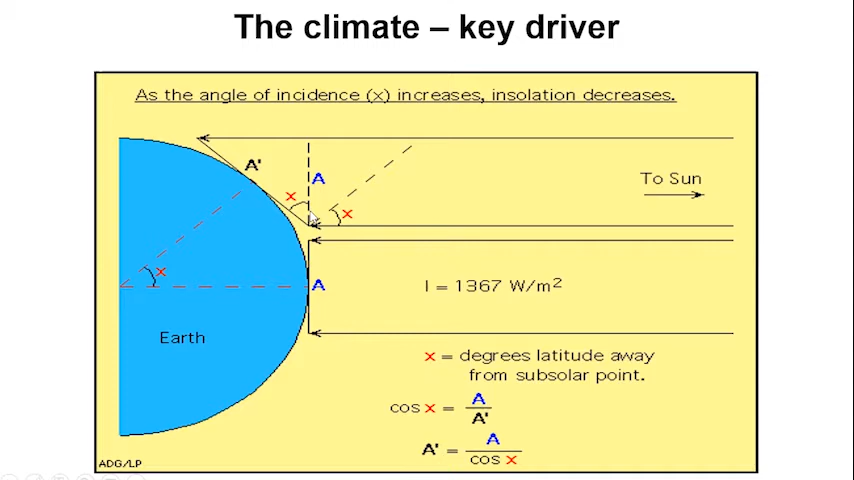 The climate – key driver
As the angle of incidence (x) increases, insolation decreases.
A'
A
x
x
To Sun
x
A
I = 1367 W/m²
Earth
x = degrees latitude away
from subsolar point.
cos x = A / A'
A' = A / cos x
ADG/LP